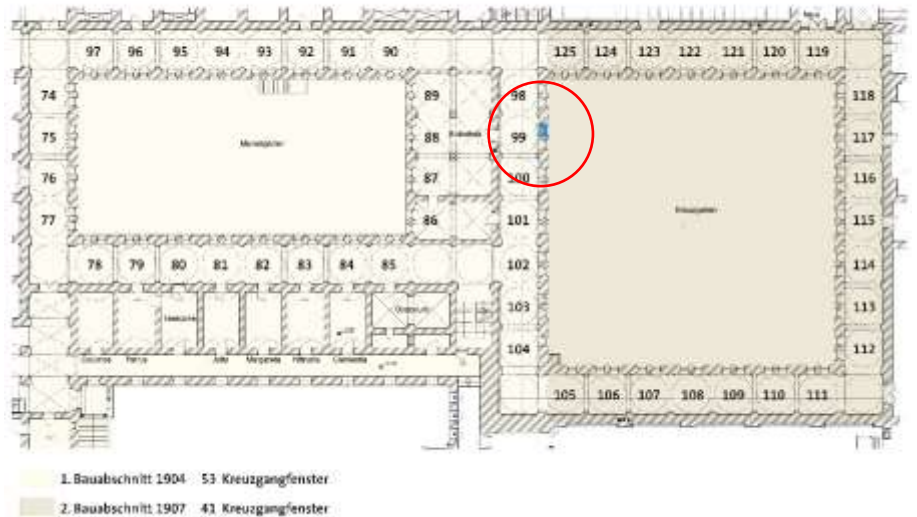 97 96 95 94 93 92 91 90 125 124 123 122 121 120 119
74 89 98 118
75 88 99 117
76 87 100 116
77 86 101 115
78 79 80 81 82 83 84 85 102 114
103 113
104 112
105 106 107 108 109 110 111
1. Bauabschnitt 1904 53 Kreuzgangfenster
2. Bauabschnitt 1907 41 Kreuzgangfenster